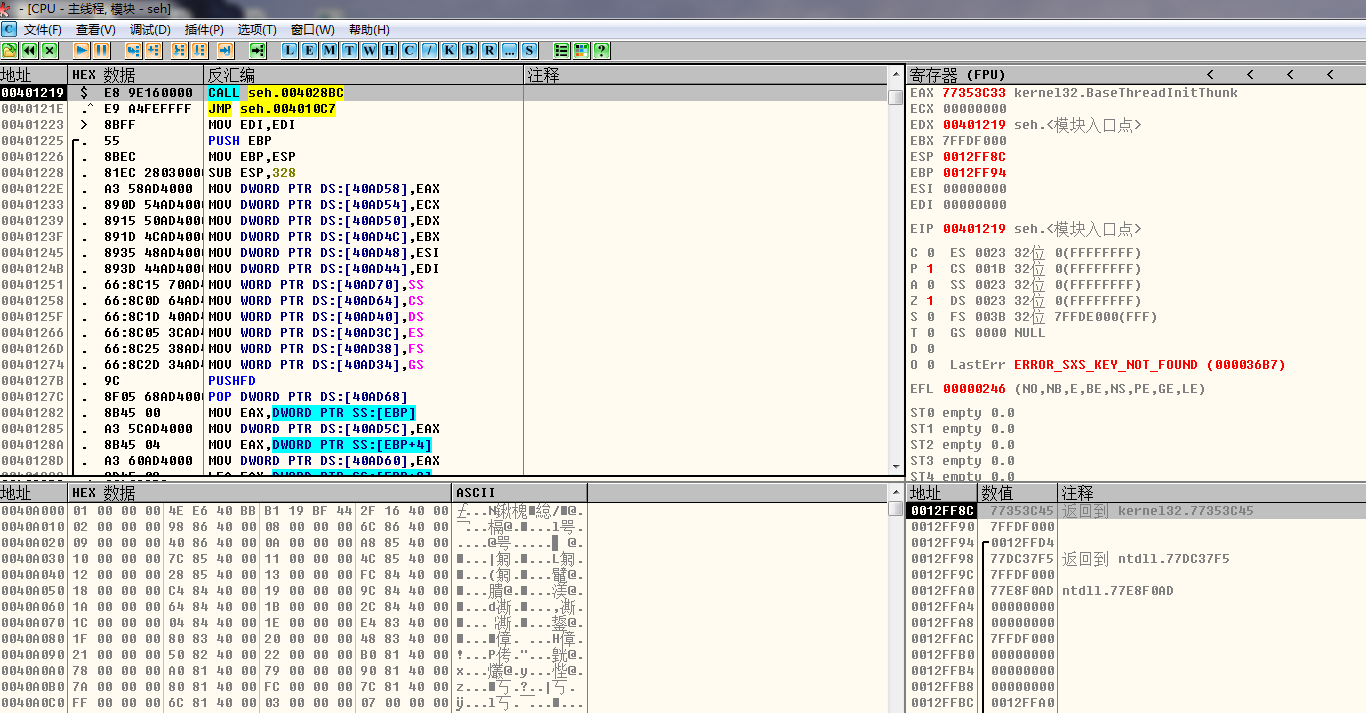 - [CPU - 主线程, 模块 - seh]
C 文件(F) 查看(V) 调试(D) 插件(P) 选项(T) 窗口(W) 帮助(H)
L E M T W H C / K B R ... S ?
地址 HEX 数据 反汇编 注释
00401219 $ E8 9E160000 CALL seh.004028BC
0040121E .^ E9 A4FEFFFF JMP seh.004010C7
00401223 > 8BFF MOV EDI,EDI
00401225 . 55 PUSH EBP
00401226 . 8BEC MOV EBP,ESP
00401228 . 81EC 28030000 SUB ESP,328
0040122E . A3 58AD4000 MOV DWORD PTR DS:[40AD58],EAX
00401233 . 890D 54AD400 MOV DWORD PTR DS:[40AD54],ECX
00401239 . 8915 50AD400 MOV DWORD PTR DS:[40AD50],EDX
0040123F . 891D 4CAD400 MOV DWORD PTR DS:[40AD4C],EBX
00401245 . 8935 48AD400 MOV DWORD PTR DS:[40AD48],ESI
0040124B . 893D 44AD400 MOV DWORD PTR DS:[40AD44],EDI
00401251 . 66:8C15 70AD4 MOV WORD PTR DS:[40AD70],SS
00401258 . 66:8C0D 64AD4 MOV WORD PTR DS:[40AD64],CS
0040125F . 66:8C1D 40AD4 MOV WORD PTR DS:[40AD40],DS
00401266 . 66:8C05 3CAD4 MOV WORD PTR DS:[40AD3C],ES
0040126D . 66:8C25 38AD4 MOV WORD PTR DS:[40AD38],FS
00401274 . 66:8C2D 34AD4 MOV WORD PTR DS:[40AD34],GS
0040127B . 9C PUSHFD
0040127C . 8F05 68AD4000 POP DWORD PTR DS:[40AD68]
00401282 . 8B45 00 MOV EAX,DWORD PTR SS:[EBP]
00401285 . A3 5CAD4000 MOV DWORD PTR DS:[40AD5C],EAX
0040128A . 8B45 04 MOV EAX,DWORD PTR SS:[EBP+4]
0040128D . A3 60AD4000 MOV DWORD PTR DS:[40AD60],EAX
寄存器 (FPU) < < < <
EAX 77353C33 kernel32.BaseThreadInitThunk
ECX 00000000
EDX 00401219 seh.<模块入口点>
EBX 7FFDF000
ESP 0012FF8C
EBP 0012FF94
ESI 00000000
EDI 00000000
EIP 00401219 seh.<模块入口点>
C 0 ES 0023 32位 0(FFFFFFFF)
P 1 CS 001B 32位 0(FFFFFFFF)
A 0 SS 0023 32位 0(FFFFFFFF)
Z 1 DS 0023 32位 0(FFFFFFFF)
S 0 FS 003B 32位 7FFDE000(FFF)
T 0 GS 0000 NULL
D 0
O 0 LastErr ERROR_SXS_KEY_NOT_FOUND (000036B7)
EFL 00000246 (NO,NB,E,BE,NS,PE,GE,LE)
ST0 empty 0.0
ST1 empty 0.0
ST2 empty 0.0
ST3 empty 0.0
ST4 empty 0.0
地址 HEX 数据 ASCII
0040A000 01 00 00 00 4E E6 40 BB B1 19 BF 44 2F 16 40 00
0040A010 02 00 00 00 98 86 40 00 08 00 00 00 6C 86 40 00
0040A020 09 00 00 00 40 86 40 00 0A 00 00 00 A8 85 40 00
0040A030 10 00 00 00 7C 85 40 00 11 00 00 00 4C 85 40 00
0040A040 12 00 00 00 28 85 40 00 13 00 00 00 FC 84 40 00
0040A050 18 00 00 00 C4 84 40 00 19 00 00 00 9C 84 40 00
0040A060 1A 00 00 00 64 84 40 00 1B 00 00 00 2C 84 40 00
0040A070 1C 00 00 00 04 84 40 00 1E 00 00 00 E4 83 40 00
0040A080 1F 00 00 00 80 83 40 00 20 00 00 00 48 83 40 00
0040A090 21 00 00 00 50 82 40 00 22 00 00 00 B0 81 40 00
0040A0A0 78 00 00 00 A0 81 40 00 79 00 00 00 90 81 40 00
0040A0B0 7A 00 00 00 80 81 40 00 FC 00 00 00 7C 81 40 00
0040A0C0 FF 00 00 00 6C 81 40 00 03 00 00 00 07 00 00 00
地址 数值 注释
0012FF8C 77353C45 返回到 kernel32.77353C45
0012FF90 7FFDF000
0012FF94 0012FFD4
0012FF98 77DC37F5 返回到 ntdll.77DC37F5
0012FF9C 7FFDF000
0012FFA0 77E8F0AD ntdll.77E8F0AD
0012FFA4 00000000
0012FFA8 00000000
0012FFAC 7FFDF000
0012FFB0 00000000
0012FFB4 00000000
0012FFB8 00000000
0012FFBC 0012FFA0